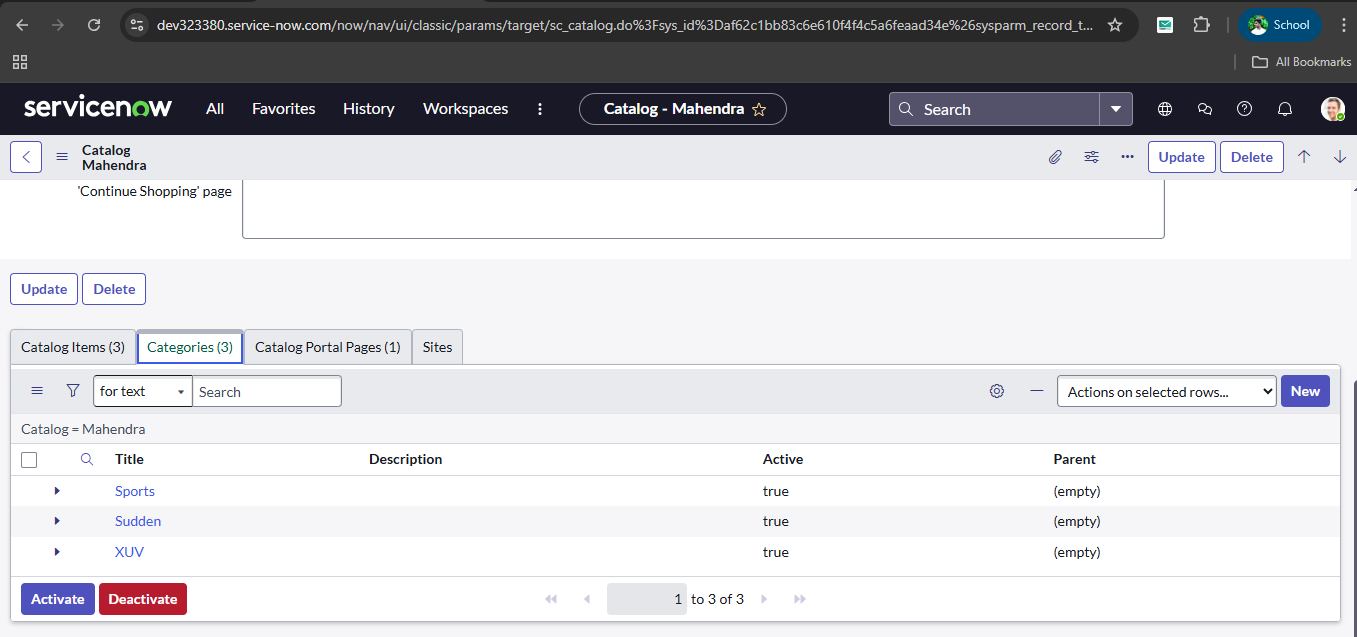 dev323380.service-now.com/now/nav/ui/classic/params/target/sc_catalog.do%3Fsys_id%3Daf62c1bb83c6e610f4f4c5a6feaad34e%26sysparm_record_t...
School
All Bookmarks
servicenow All Favorites History Workspaces Catalog - Mahendra Search
Catalog
Mahendra
Update Delete
'Continue Shopping' page
Update Delete
Catalog Items (3) Categories (3) Catalog Portal Pages (1) Sites
for text Search Actions on selected rows... New
Catalog = Mahendra
Title Description Active Parent
Sports true (empty)
Sudden true (empty)
XUV true (empty)
Activate Deactivate 1 to 3 of 3